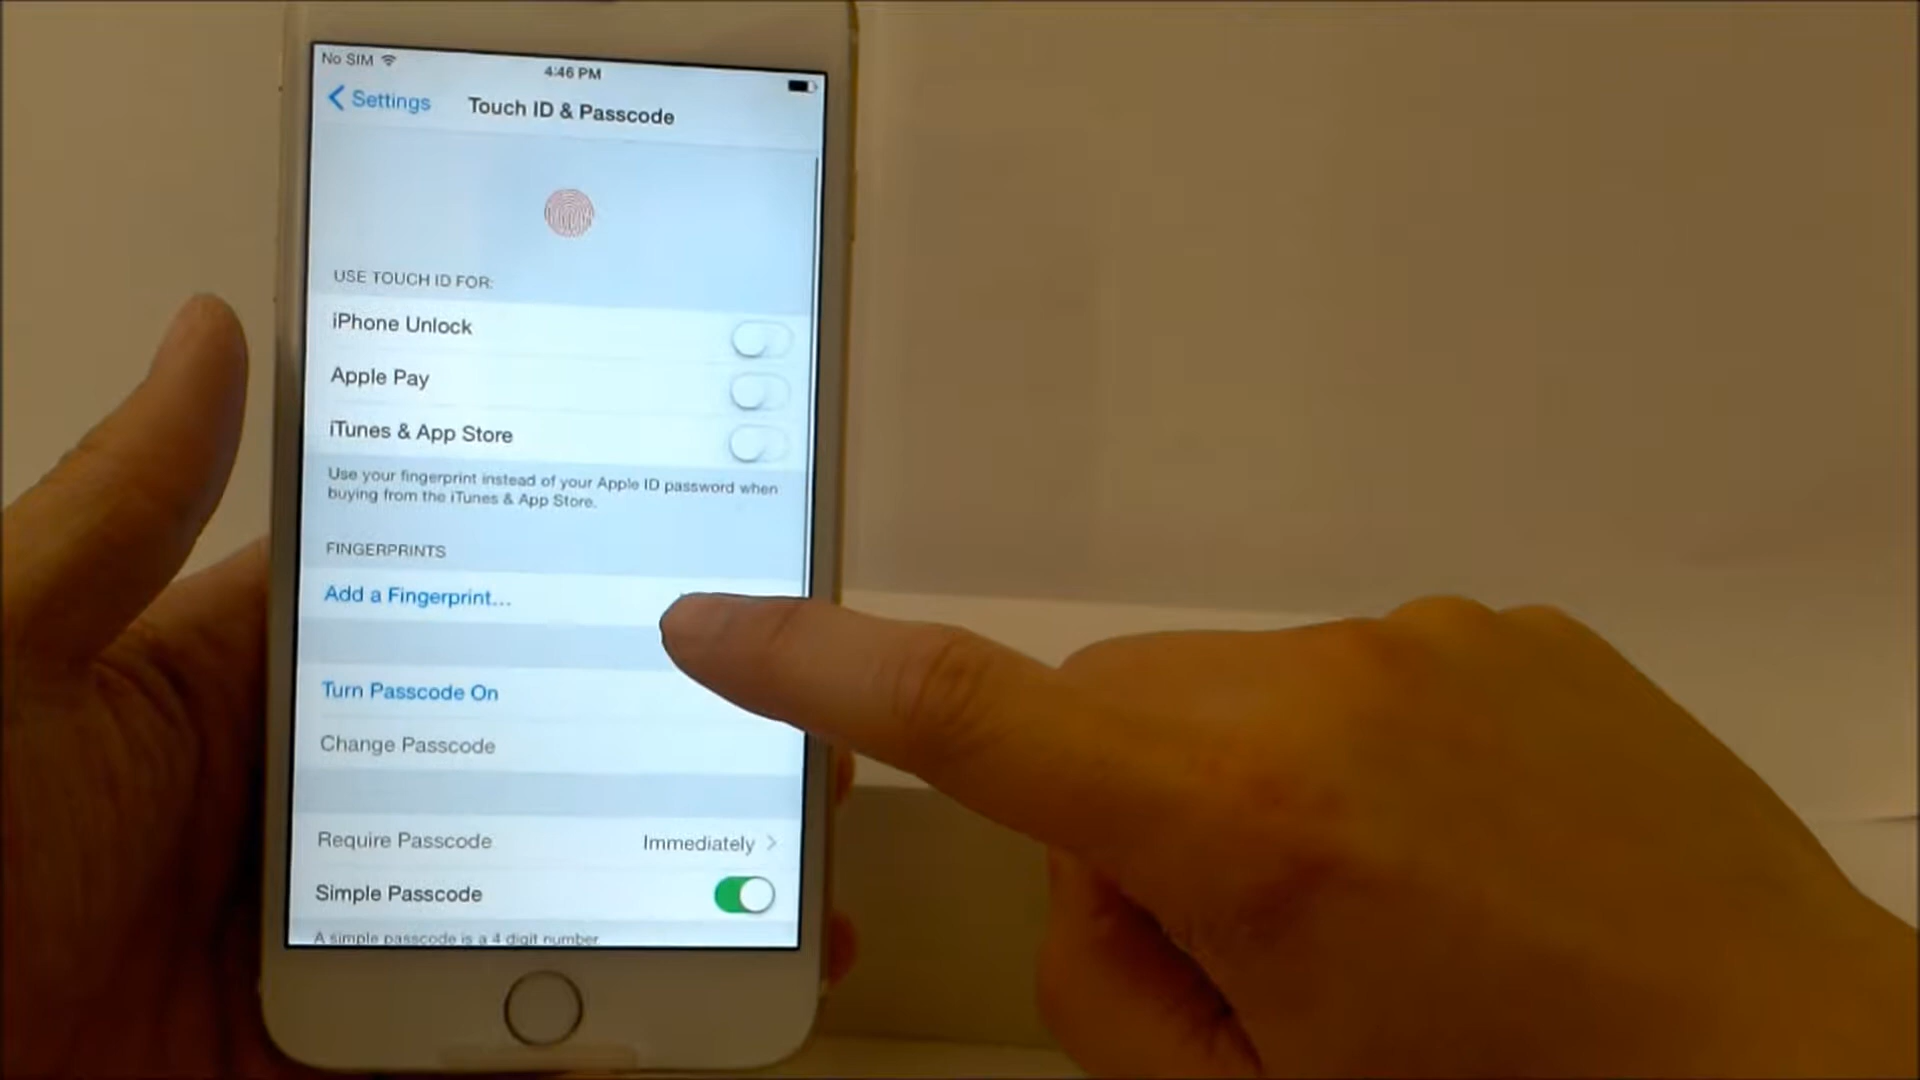 No SIM
4:46 PM
Settings
Touch ID & Passcode
USE TOUCH ID FOR:
iPhone Unlock
Apple Pay
iTunes & App Store
Use your fingerprint instead of your Apple ID password when
buying from the iTunes & App Store.
FINGERPRINTS
Add a Fingerprint...
Turn Passcode On
Change Passcode
Require Passcode Immediately
Simple Passcode
A simple passcode is a 4 digit number.